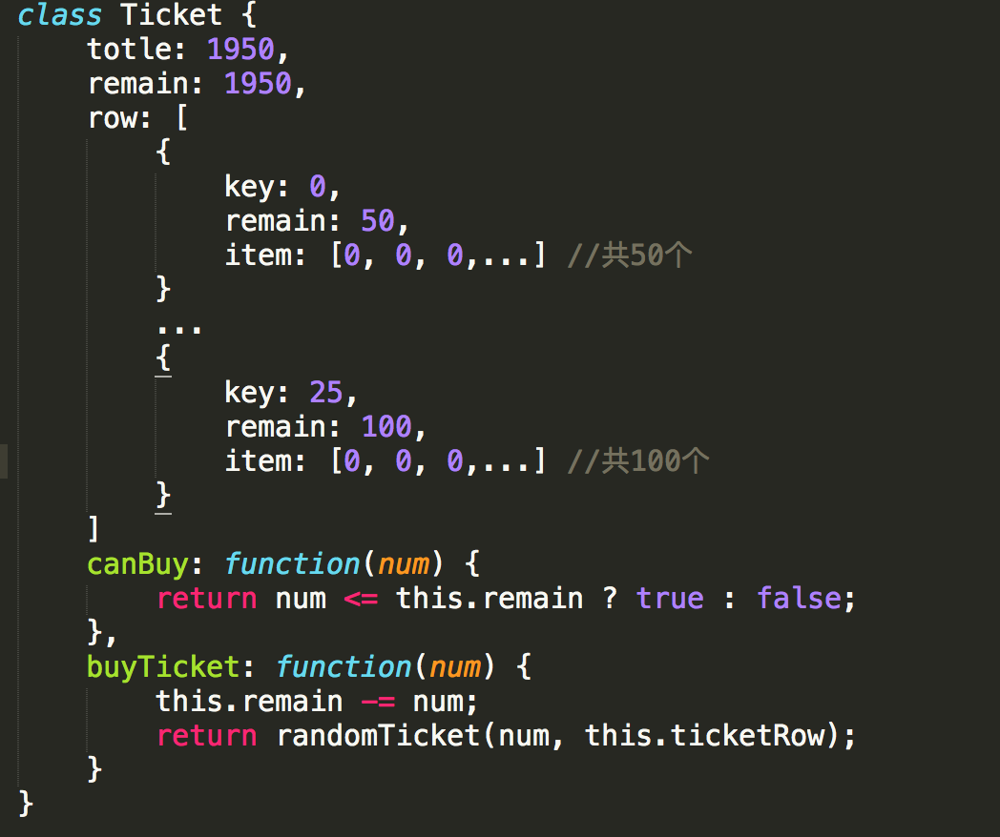 class Ticket {
    totle: 1950,
    remain: 1950,
    row: [
        {
            key: 0,
            remain: 50,
            item: [0, 0, 0,...] //共50个
        }
        ...
        {
            key: 25,
            remain: 100,
            item: [0, 0, 0,...] //共100个
        }
    ]
    canBuy: function(num) {
        return num <= this.remain ? true : false;
    },
    buyTicket: function(num) {
        this.remain -= num;
        return randomTicket(num, this.ticketRow);
    }
}